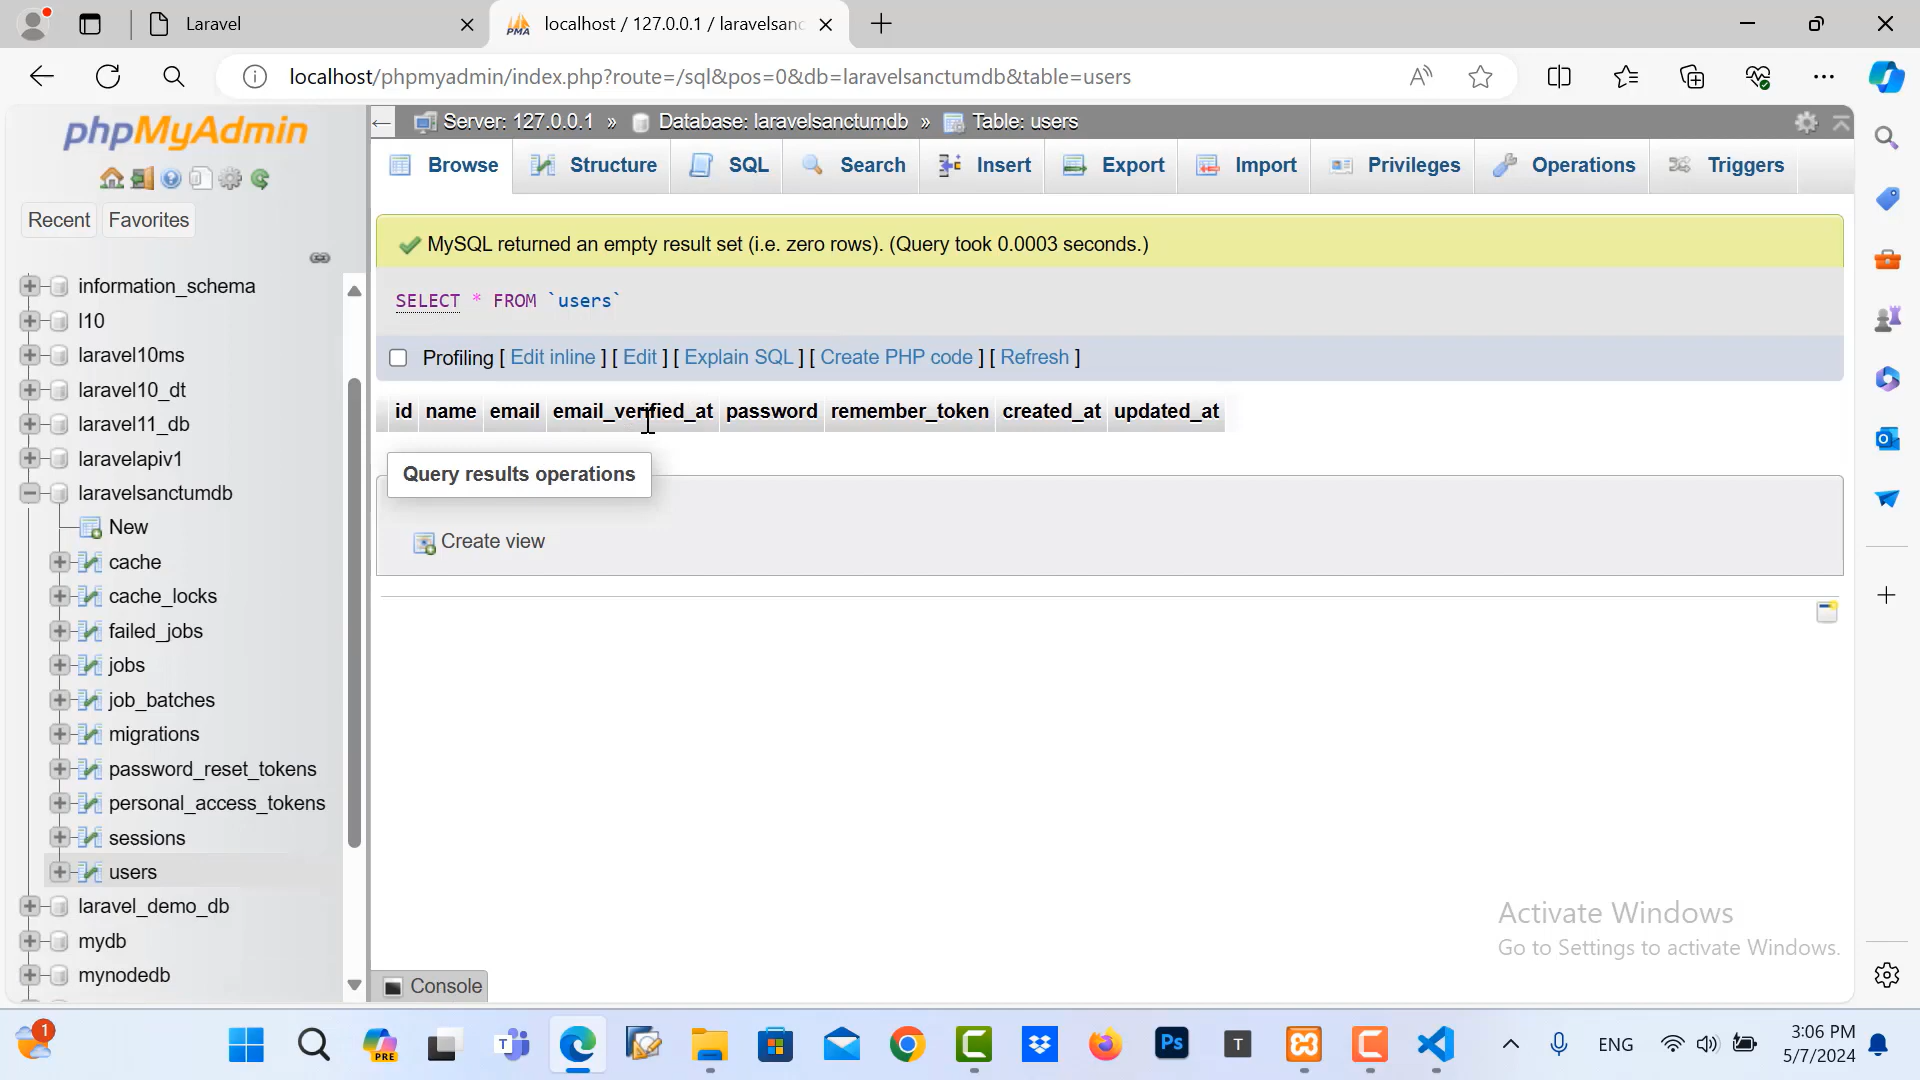 Laravel
localhost / 127.0.0.1 / laravelsanc
localhost/phpmyadmin/index.php?route=/sql&pos=0&db=laravelsanctumdb&table=users
phpMyAdmin
Recent
Favorites
information_schema
l10
laravel10ms
laravel10_dt
laravel11_db
laravelapiv1
laravelsanctumdb
New
cache
cache_locks
failed_jobs
jobs
job_batches
migrations
password_reset_tokens
personal_access_tokens
sessions
users
laravel_demo_db
mydb
mynodedb
Server: 127.0.0.1 » Database: laravelsanctumdb » Table: users
Browse Structure SQL Search Insert Export Import Privileges Operations Triggers
MySQL returned an empty result set (i.e. zero rows). (Query took 0.0003 seconds.)
SELECT * FROM `users`
Profiling [ Edit inline ] [ Edit ] [ Explain SQL ] [ Create PHP code ] [ Refresh ]
id name email email_verified_at password remember_token created_at updated_at
Query results operations
Create view
Activate Windows
Go to Settings to activate Windows.
Console
1
PRE
Ps
T
ENG
3:06 PM
5/7/2024